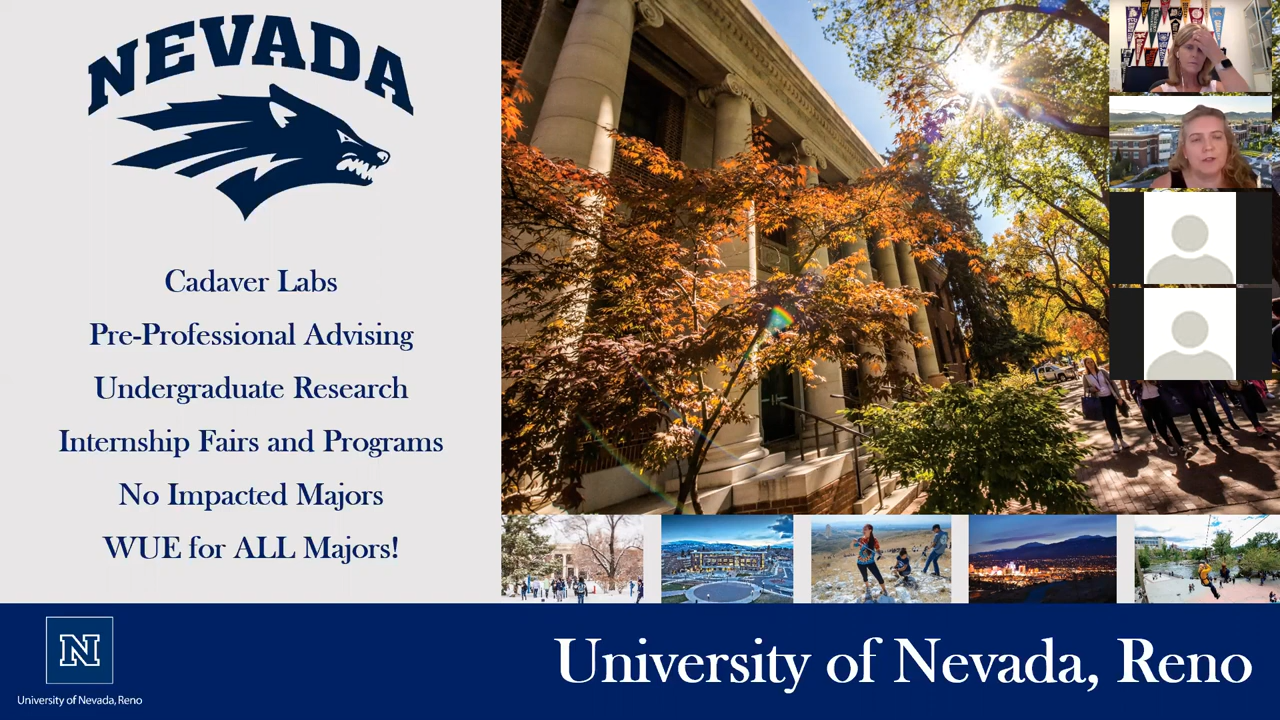 NEVADA
Cadaver Labs
Pre-Professional Advising
Undergraduate Research
Internship Fairs and Programs
No Impacted Majors
WUE for ALL Majors!
N
University of Nevada, Reno
University of Nevada, Reno